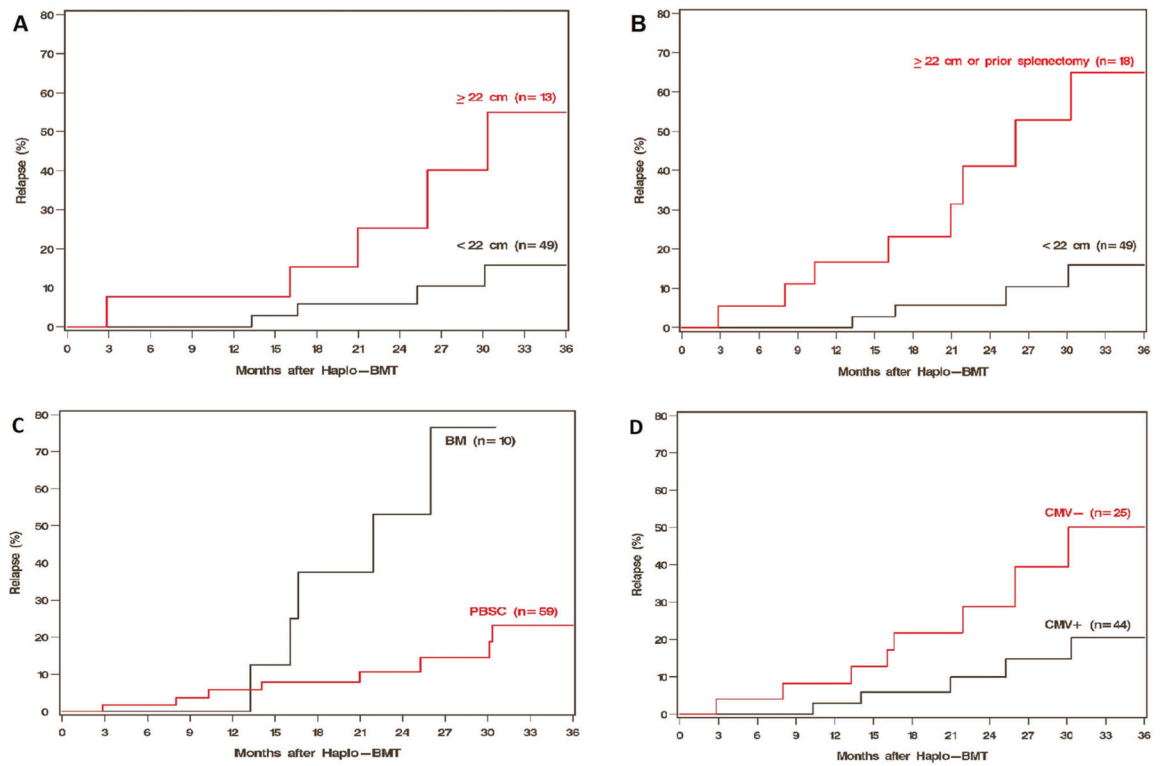 A
80
70
60
50
40
30
20
10
0
Relapse (%)
≥ 22 cm (n=13)
< 22 cm (n=49)
0 3 6 9 12 15 18 21 24 27 30 33 36
Months after Haplo—BMT
B
80
70
60
50
40
30
20
10
0
Relapse (%)
≥ 22 cm or prior splenectomy (n=18)
< 22 cm (n=49)
0 3 6 9 12 15 18 21 24 27 30 33 36
Months after Haplo—BMT
C
80
70
60
50
40
30
20
10
0
Relapse (%)
BM (n=10)
PBSC (n=59)
0 3 6 9 12 15 18 21 24 27 30 33 36
Months after Haplo—BMT
D
80
70
60
50
40
30
20
10
0
Relapse (%)
CMV— (n=25)
CMV+ (n=44)
0 3 6 9 12 15 18 21 24 27 30 33 36
Months after Haplo—BMT